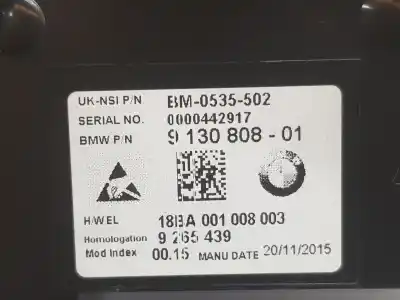 UK-NSI P/N BM-0535-502
SERIAL NO. 0000442917
BMW P/N 9 130 808 - 01
H/W EL 18BA 001 008 003
Homologation 9 265 439
Mod Index 00.15 MANU DATE 20/11/2015